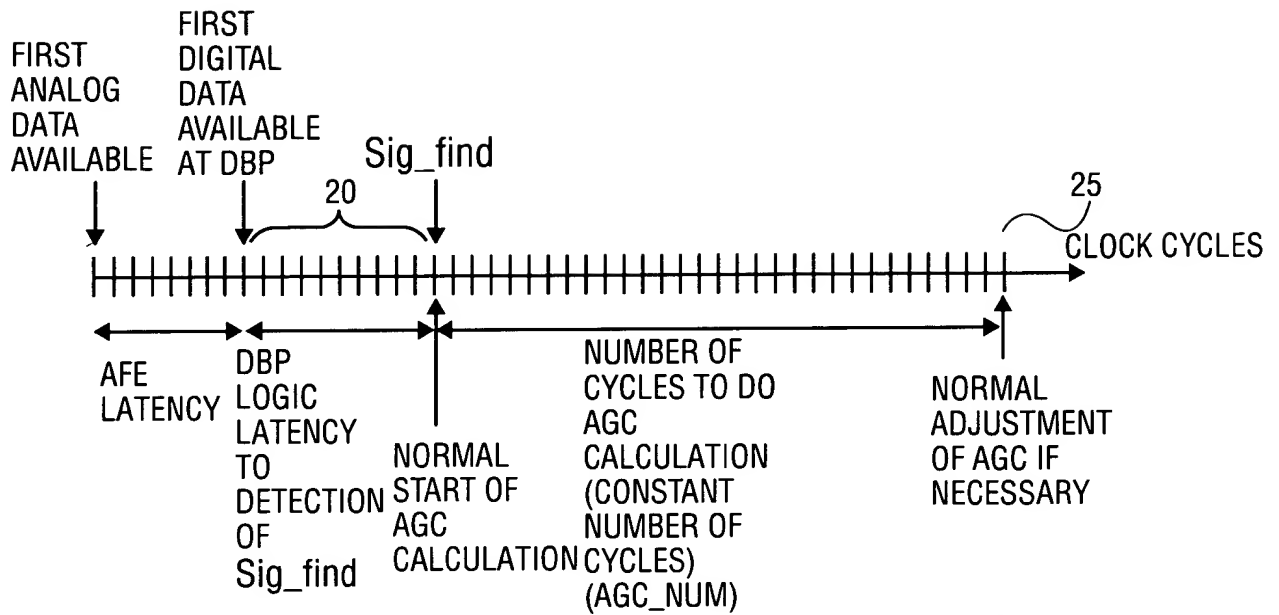 FIRST
ANALOG
DATA
AVAILABLE
FIRST
DIGITAL
DATA
AVAILABLE
AT DBP
Sig_find
20
25
CLOCK CYCLES
AFE
LATENCY
DBP
LOGIC
LATENCY
TO
DETECTION
OF
Sig_find
NORMAL
START OF
AGC
CALCULATION
NUMBER OF
CYCLES TO DO
AGC
CALCULATION
(CONSTANT
NUMBER OF
CYCLES)
(AGC_NUM)
NORMAL
ADJUSTMENT
OF AGC IF
NECESSARY